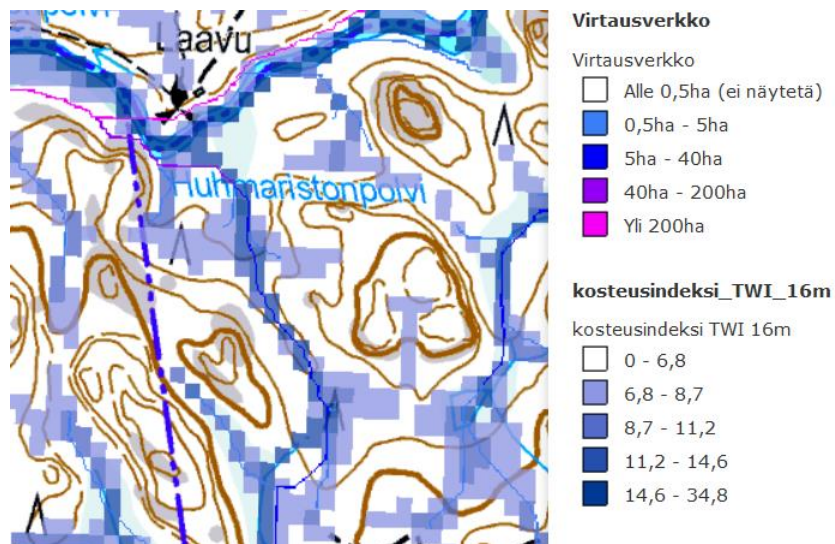 Laavu
Huhmaristonpolvi
Virtausverkko
Virtausverkko
Alle 0,5ha (ei näytetä)
0,5ha - 5ha
5ha - 40ha
40ha - 200ha
Yli 200ha
kosteusindeksi_TWI_16m
kosteusindeksi TWI 16m
0 - 6,8
6,8 - 8,7
8,7 - 11,2
11,2 - 14,6
14,6 - 34,8